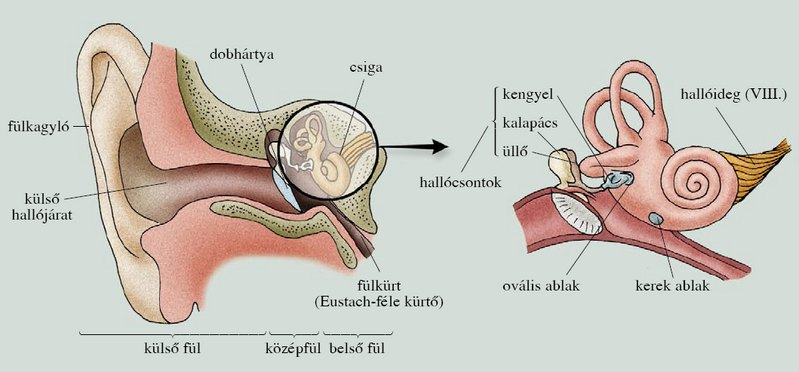 dobhártya
csiga
fülkagyló
külső
hallójárat
fülkürt
(Eustach-féle kürtő)
külső fül
középfül
belső fül
kengyel
kalapács
üllő
hallócsontok
hallóideg (VIII.)
ovális ablak
kerek ablak